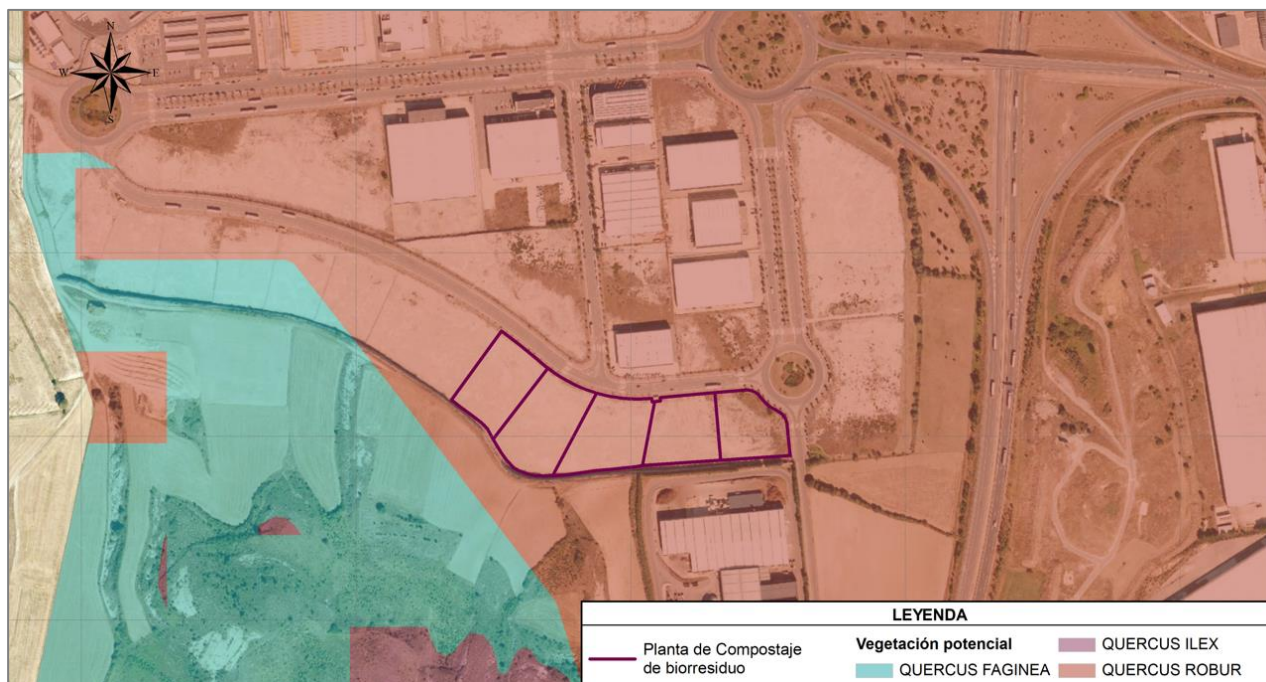 N
W E
S
LEYENDA
Planta de Compostaje
de biorresiduo
Vegetación potencial
QUERCUS FAGINEA
QUERCUS ILEX
QUERCUS ROBUR